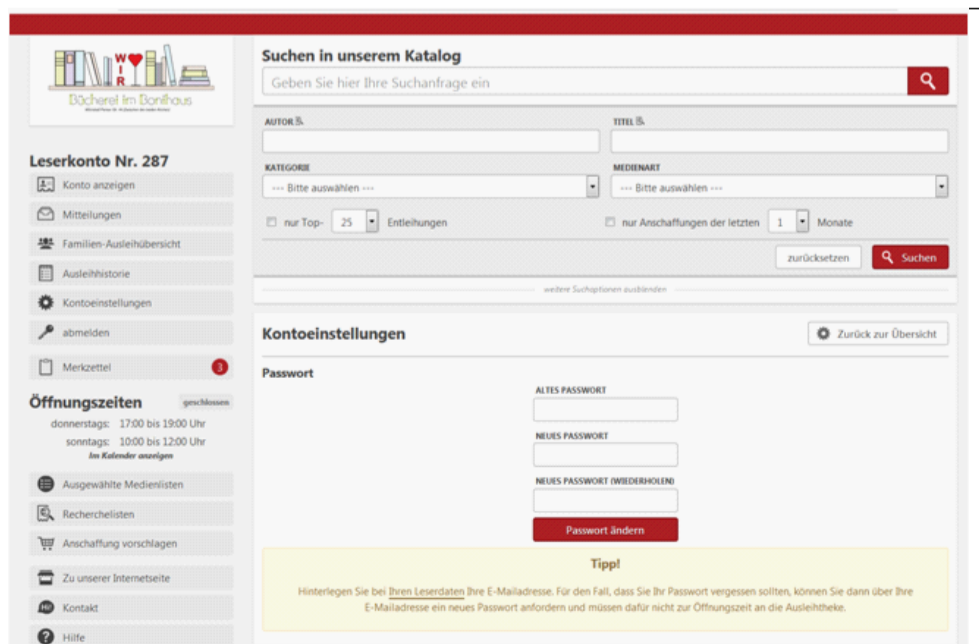 W
I
R
Bücherei im Bonifhaus
Leserkonto Nr. 287
Konto anzeigen
Mitteilungen
Familien-Ausleihübersicht
Ausleihhistorie
Kontoeinstellungen
abmelden
Merkzettel 3
Öffnungszeiten geschlossen
donnerstags: 17:00 bis 19:00 Uhr
sonntags: 10:00 bis 12:00 Uhr
Im Kalender anzeigen
Ausgewählte Medienlisten
Recherchelisten
Anschaffung vorschlagen
Zu unserer Internetseite
Kontakt
Hilfe
Suchen in unserem Katalog
Geben Sie hier Ihre Suchanfrage ein
AUTOR TITEL
KATEGORIE MEDIENART
--- Bitte auswählen --- --- Bitte auswählen ---
nur Top- 25 Entleihungen nur Anschaffungen der letzten 1 Monate
zurücksetzen Suchen
weitere Suchoptionen ausblenden
Kontoeinstellungen Zurück zur Übersicht
Passwort
ALTES PASSWORT
NEUES PASSWORT
NEUES PASSWORT (WIEDERHOLEN)
Passwort ändern
Tipp!
Hinterlegen Sie bei Ihren Leserdaten Ihre E-Mailadresse. Für den Fall, dass Sie Ihr Passwort vergessen sollten, können Sie dann über Ihre
E-Mailadresse ein neues Passwort anfordern und müssen dafür nicht zur Öffnungszeit an die Ausleihtheke.